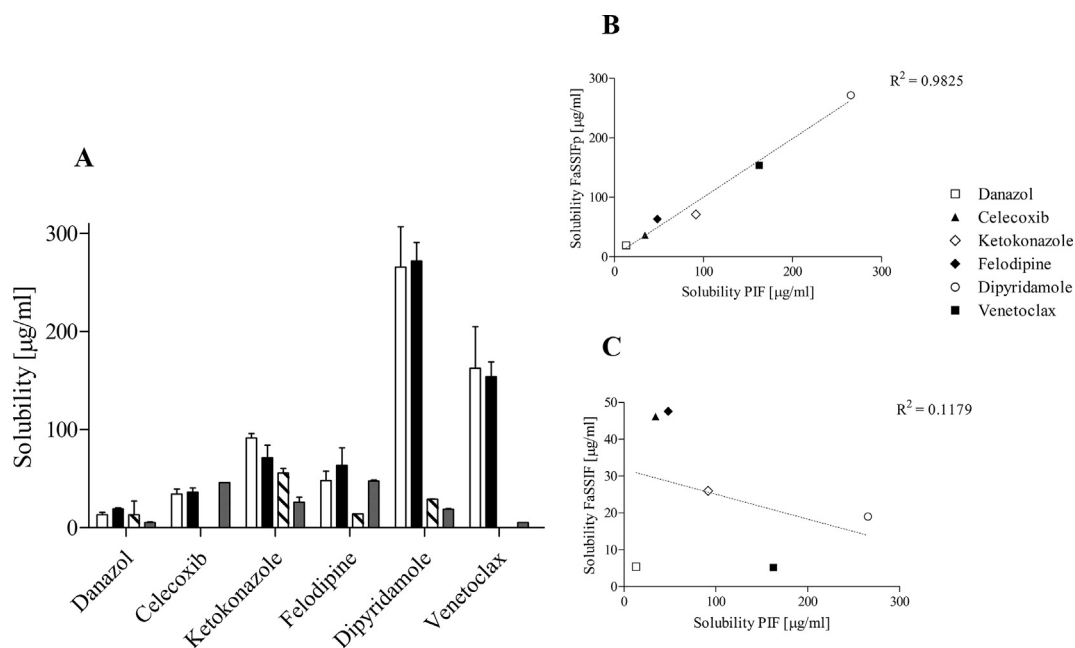 A
Solubility [µg/ml]
300
200
100
0
Danazol
Celecoxib
Ketokonazole
Felodipine
Dipyridamole
Venetoclax
B
R² = 0.9825
Solubility FaSSIFp [µg/ml]
300
200
100
0
0 100 200 300
Solubility PIF [µg/ml]
Danazol
Celecoxib
Ketokonazole
Felodipine
Dipyridamole
Venetoclax
C
R² = 0.1179
Solubility FaSSIF [µg/ml]
50
40
30
20
10
0
0 100 200 300
Solubility PIF [µg/ml]